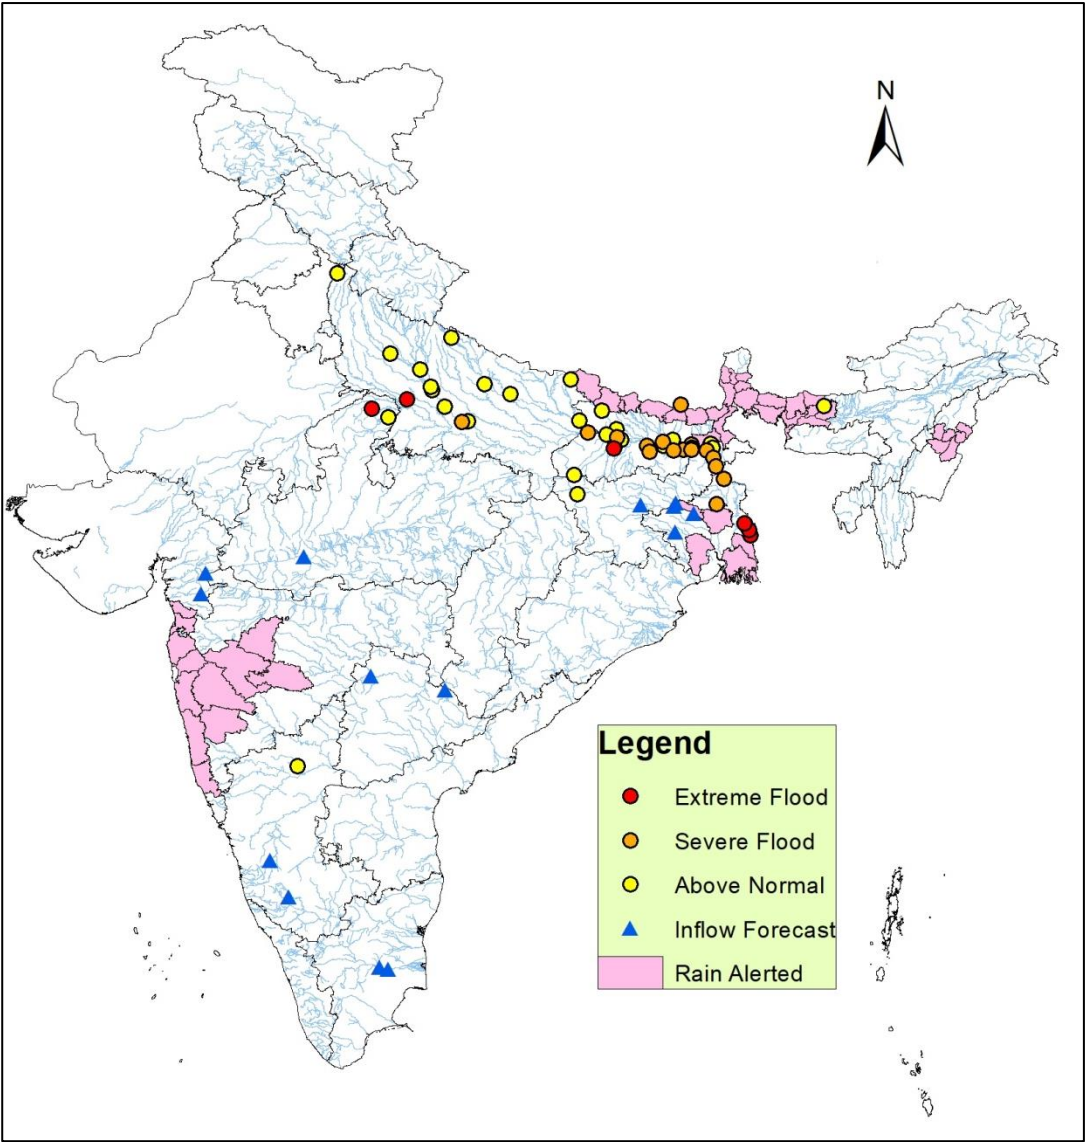 N
Legend
Extreme Flood
Severe Flood
Above Normal
Inflow Forecast
Rain Alerted